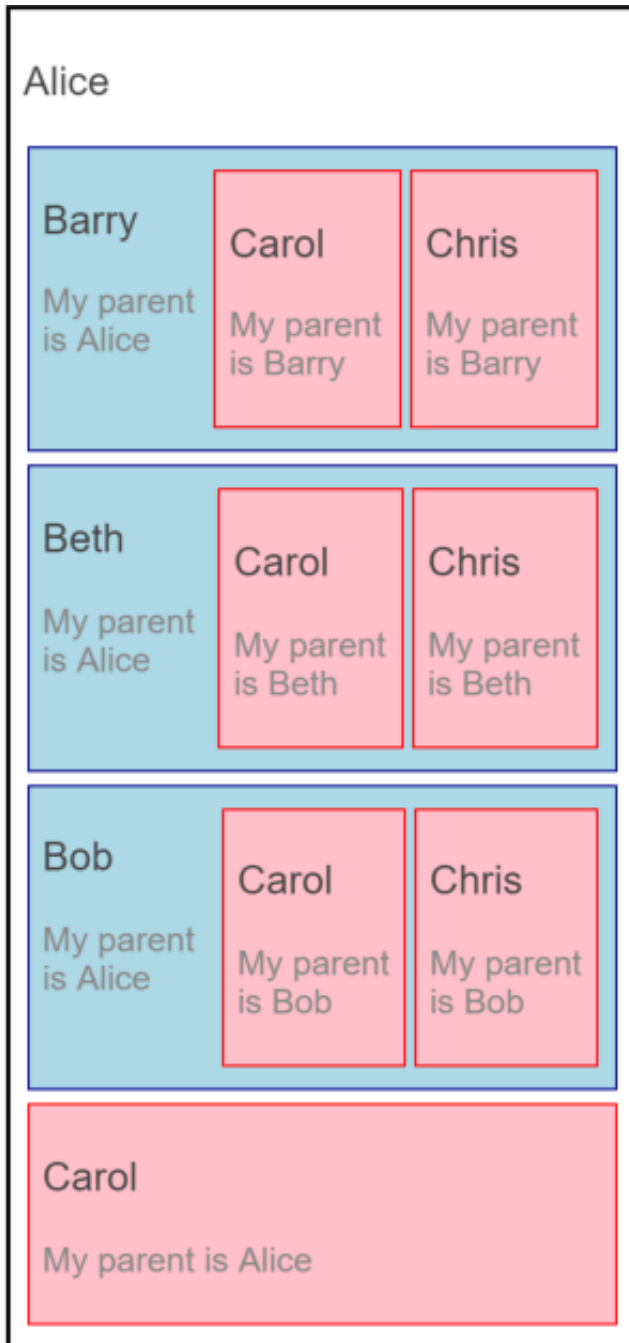 Alice
Barry
My parent
is Alice
Carol
My parent
is Barry
Chris
My parent
is Barry
Beth
My parent
is Alice
Carol
My parent
is Beth
Chris
My parent
is Beth
Bob
My parent
is Alice
Carol
My parent
is Bob
Chris
My parent
is Bob
Carol
My parent is Alice